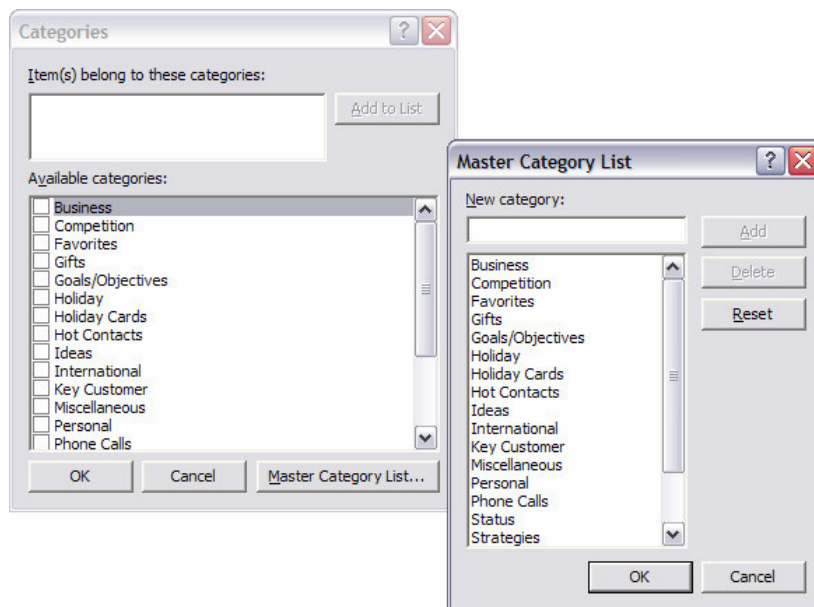 Categories
?
X
Item(s) belong to these categories:
Add to List
Available categories:
Business
Competition
Favorites
Gifts
Goals/Objectives
Holiday
Holiday Cards
Hot Contacts
Ideas
International
Key Customer
Miscellaneous
Personal
Phone Calls
OK
Cancel
Master Category List...
Master Category List
?
X
New category:
Add
Business
Competition
Favorites
Gifts
Goals/Objectives
Holiday
Holiday Cards
Hot Contacts
Ideas
International
Key Customer
Miscellaneous
Personal
Phone Calls
Status
Strategies
Delete
Reset
OK
Cancel